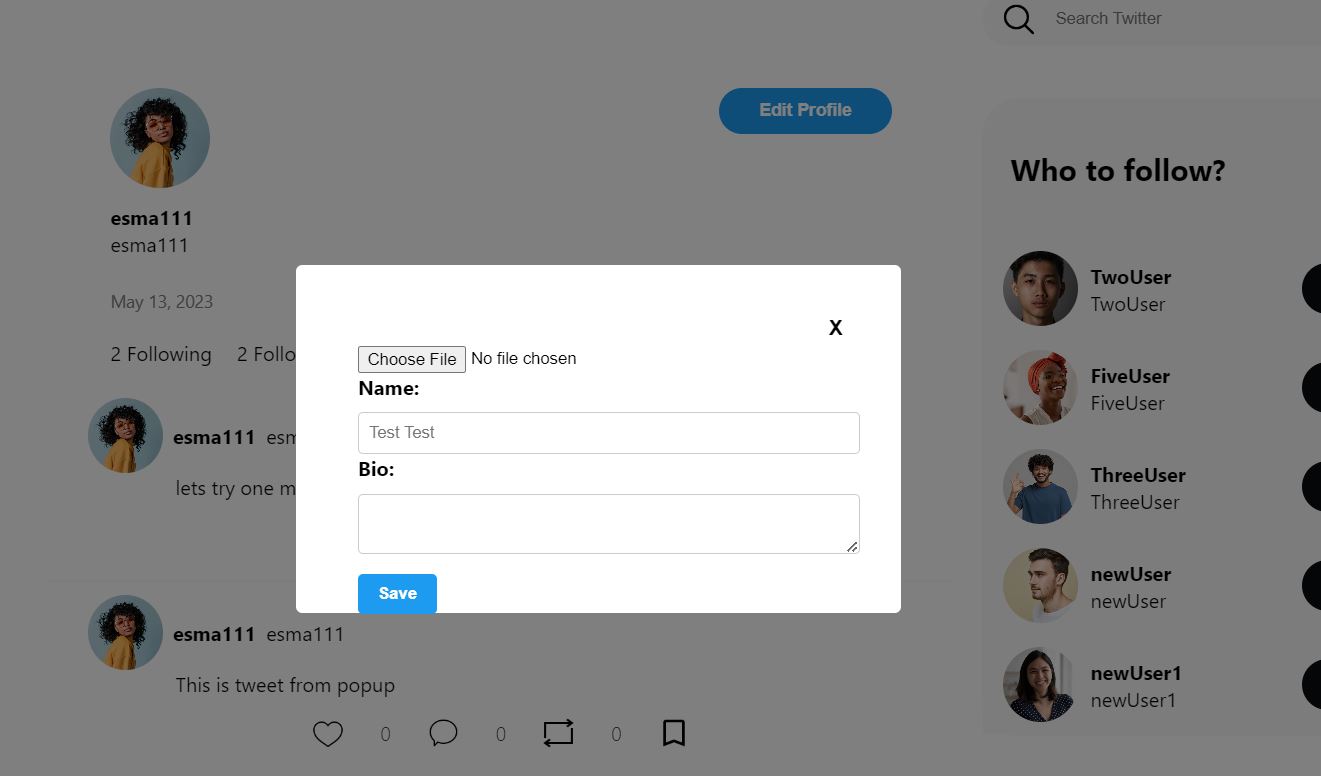 Search Twitter
Edit Profile
Who to follow?
esma111
esma111
May 13, 2023
2 Following 2 Follo
X
Choose File No file chosen
Name:
Test Test
Bio:
Save
esma111 esm
lets try one m
esma111 esma111
This is tweet from popup
0 0 0
TwoUser
TwoUser
FiveUser
FiveUser
ThreeUser
ThreeUser
newUser
newUser
newUser1
newUser1